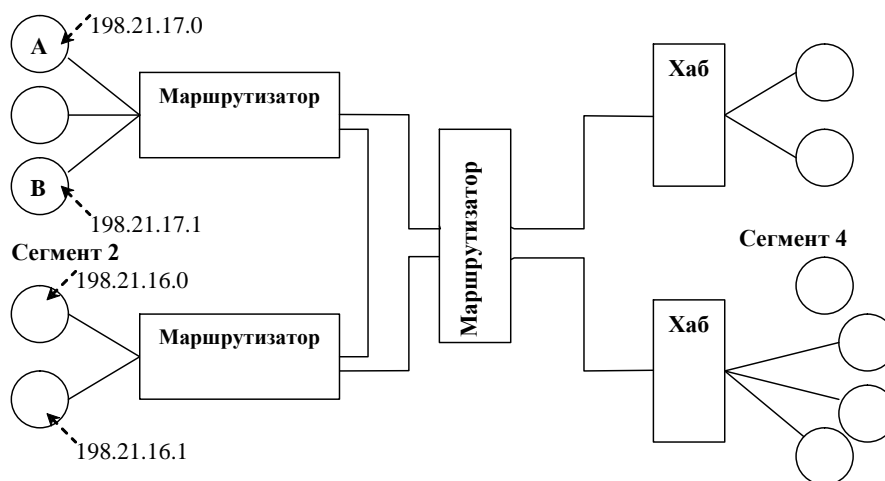 198.21.17.0
А
Маршрутизатор
В
198.21.17.1
Сегмент 2
198.21.16.0
Маршрутизатор
198.21.16.1
Маршрутизатор
Хаб
Сегмент 4
Хаб